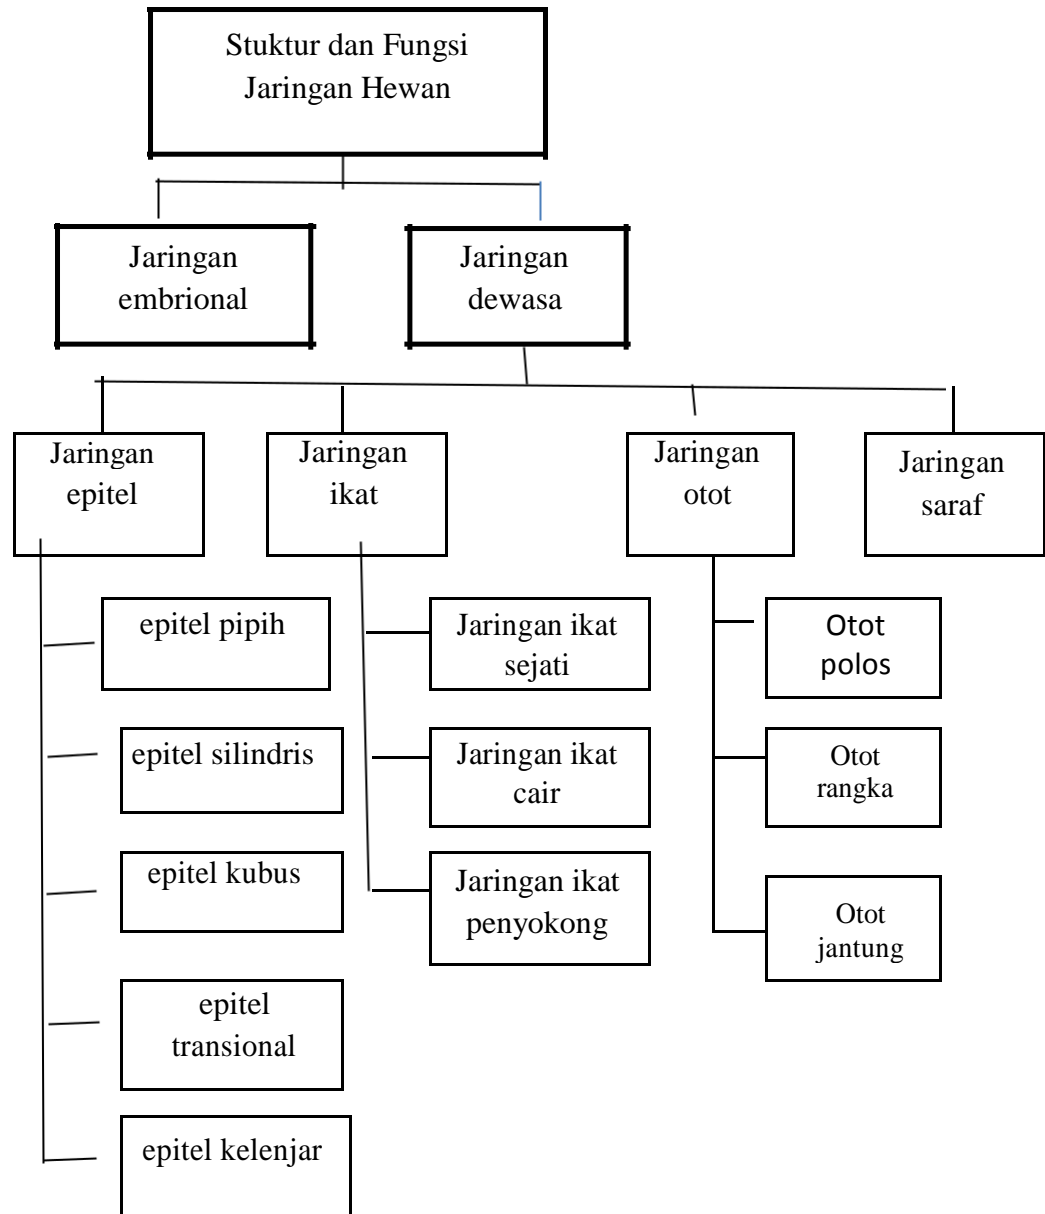 Stuktur dan Fungsi
Jaringan Hewan
Jaringan
embrional
Jaringan
dewasa
Jaringan
epitel
Jaringan
ikat
Jaringan
otot
Jaringan
saraf
epitel pipih
epitel silindris
epitel kubus
epitel
transional
epitel kelenjar
Jaringan ikat
sejati
Jaringan ikat
cair
Jaringan ikat
penyokong
Otot
polos
Otot
rangka
Otot
jantung